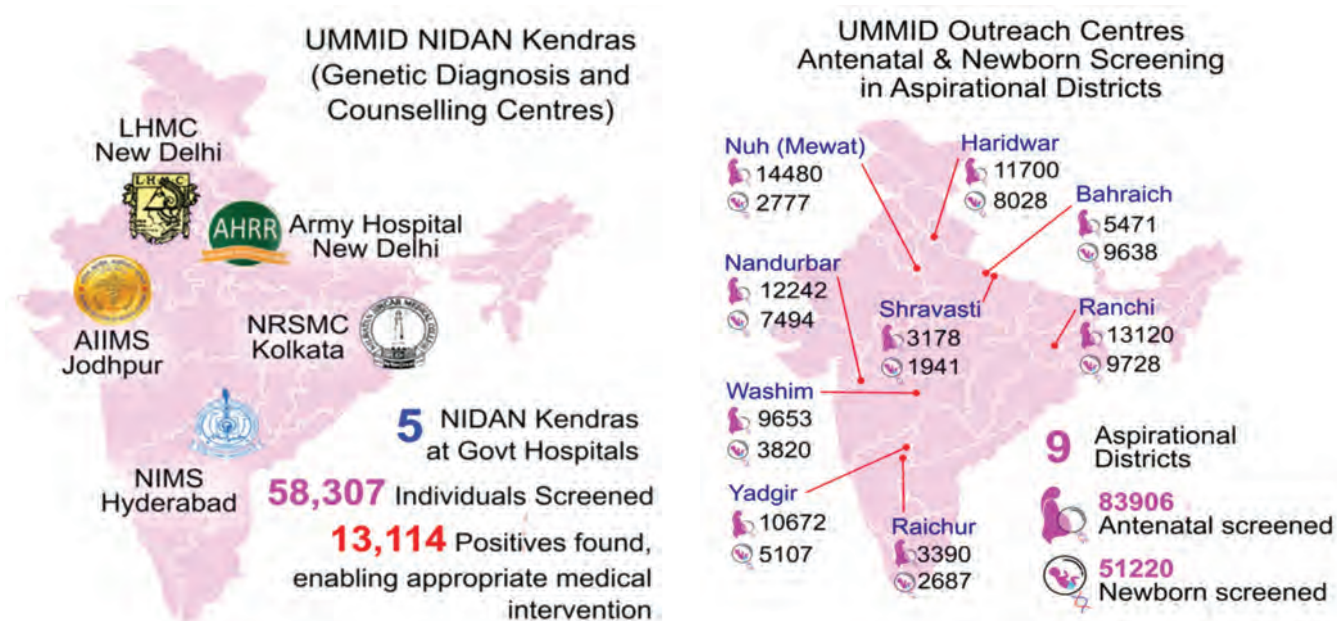 UMMID NIDAN Kendras
(Genetic Diagnosis and
Counselling Centres)
LHMC
New Delhi
L H M C
AHRR
Army Hospital
New Delhi
AIIMS
Jodhpur
NRSMC
Kolkata
NIMS
Hyderabad
5 NIDAN Kendras
at Govt Hospitals
58,307 Individuals Screened
13,114 Positives found,
enabling appropriate medical
intervention
UMMID Outreach Centres
Antenatal & Newborn Screening
in Aspirational Districts
Nuh (Mewat)
14480
2777
Haridwar
11700
8028
Bahraich
5471
9638
Nandurbar
12242
7494
Shravasti
3178
1941
Ranchi
13120
9728
Washim
9653
3820
Yadgir
10672
5107
Raichur
3390
2687
9 Aspirational
Districts
83906
Antenatal screened
51220
Newborn screened